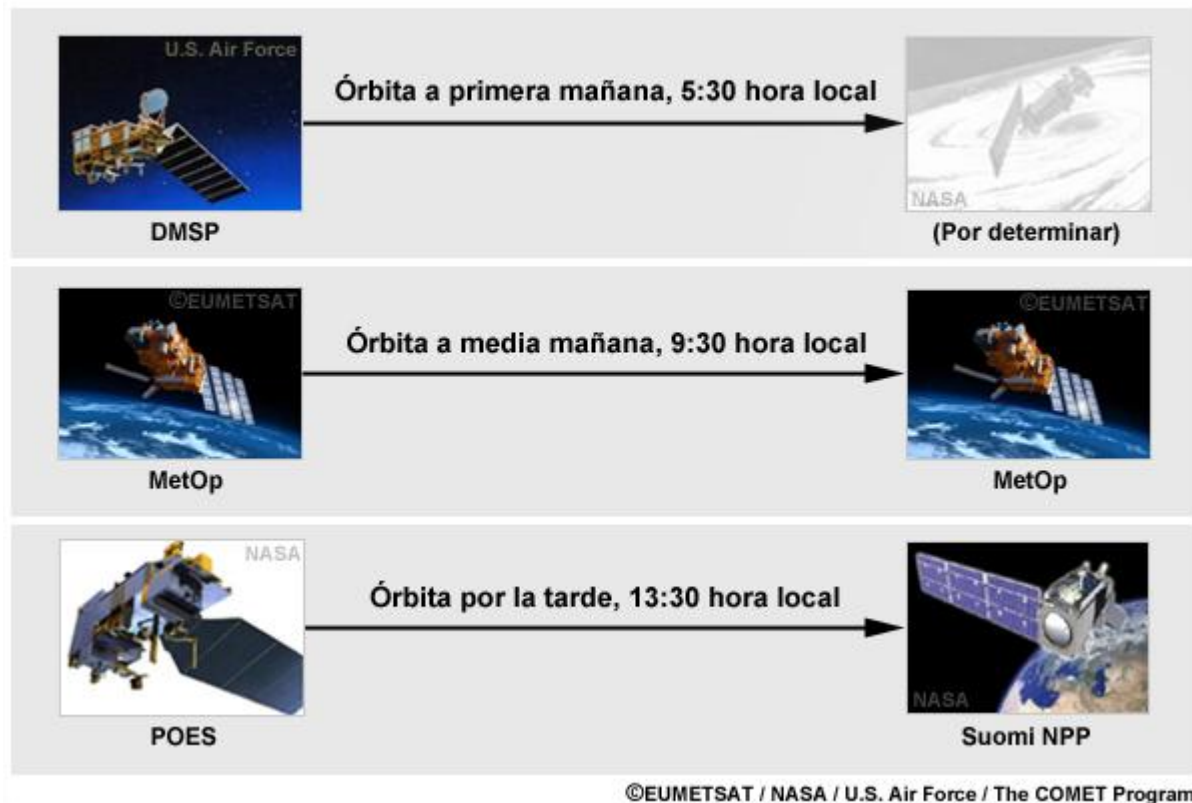 U.S. Air Force
Órbita a primera mañana, 5:30 hora local
NASA
DMSP
(Por determinar)
©EUMETSAT
Órbita a media mañana, 9:30 hora local
©EUMETSAT
MetOp
MetOp
NASA
Órbita por la tarde, 13:30 hora local
NASA
POES
Suomi NPP
©EUMETSAT / NASA / U.S. Air Force / The COMET Program